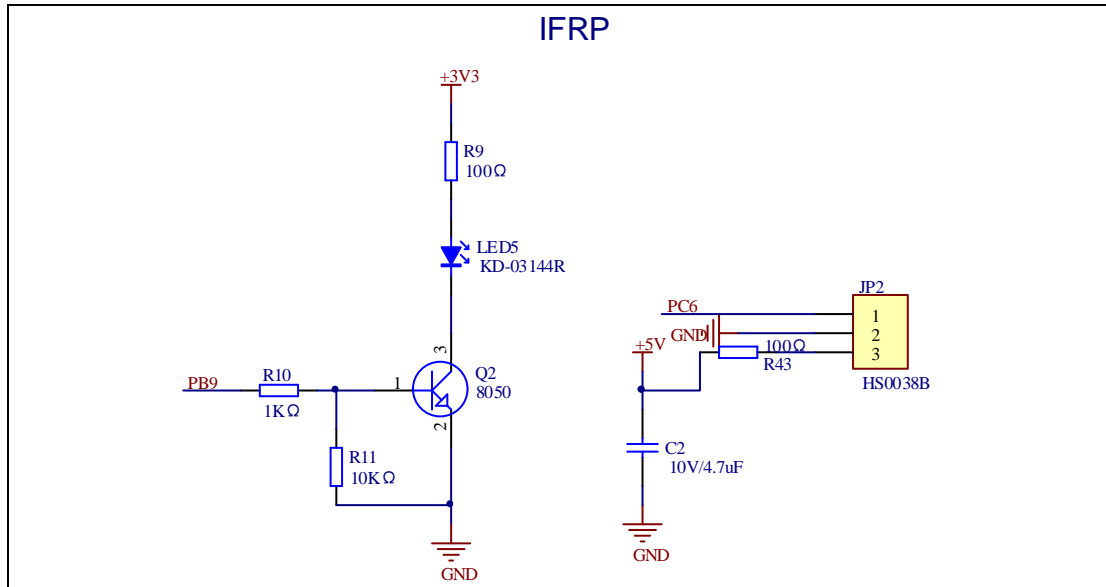 IFRP
+3V3
R9
100Ω
LED5
KD-03144R
3
Q2
8050
1
2
PB9
R10
1KΩ
R11
10KΩ
GND
JP2
PC6
1
GND
2
+5V
100Ω
3
R43
HS0038B
C2
10V/4.7uF
GND